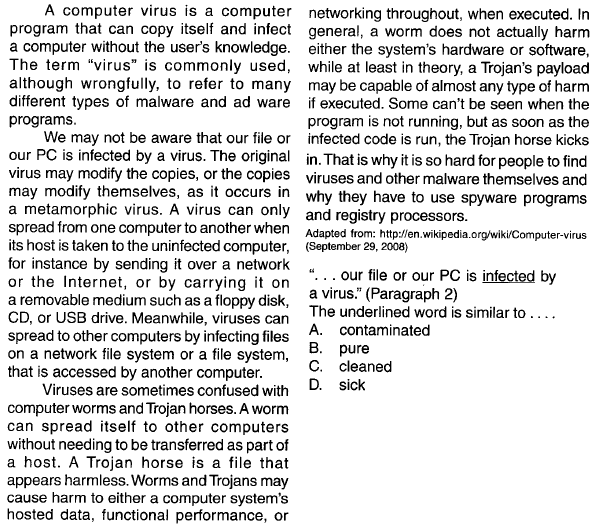 A computer virus is a computer
program that can copy itself and infect
a computer without the user's knowledge.
The term "virus" is commonly used,
although wrongfully, to refer to many
different types of malware and ad ware
programs.
We may not be aware that our file or
our PC is infected by a virus. The original
virus may modify the copies, or the copies
may modify themselves, as it occurs in
a metamorphic virus. A virus can only
spread from one computer to another when
its host is taken to the uninfected computer,
for instance by sending it over a network
or the Internet, or by carrying it on
a removable medium such as a floppy disk,
CD, or USB drive. Meanwhile, viruses can
spread to other computers by infecting files
on a network file system or a file system,
that is accessed by another computer.
Viruses are sometimes confused with
computer worms and Trojan horses. A worm
can spread itself to other computers
without needing to be transferred as part of
a host. A Trojan horse is a file that
appears harmless. Worms and Trojans may
cause harm to either a computer system's
hosted data, functional performance, or
networking throughout, when executed. In
general, a worm does not actually harm
either the system's hardware or software,
while at least in theory, a Trojan's payload
may be capable of almost any type of harm
if executed. Some can't be seen when the
program is not running, but as soon as the
infected code is run, the Trojan horse kicks
in. That is why it is so hard for people to find
viruses and other malware themselves and
why they have to use spyware programs
and registry processors.
Adapted from: http://en.wikipedia.org/wiki/Computer-virus
(September 29, 2008)
". . . our file or our PC is infected by
a virus." (Paragraph 2)
The underlined word is similar to . . . .
A. contaminated
B. pure
C. cleaned
D. sick